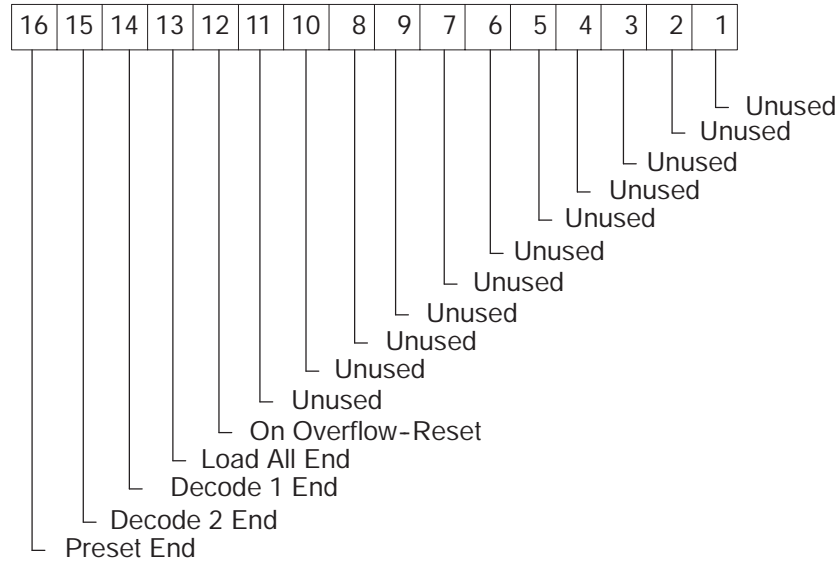 16 15 14 13 12 11 10 8 9 7 6 5 4 3 2 1
Unused
Unused
Unused
Unused
Unused
Unused
Unused
Unused
Unused
Unused
Unused
On Overflow-Reset
Load All End
Decode 1 End
Decode 2 End
Preset End